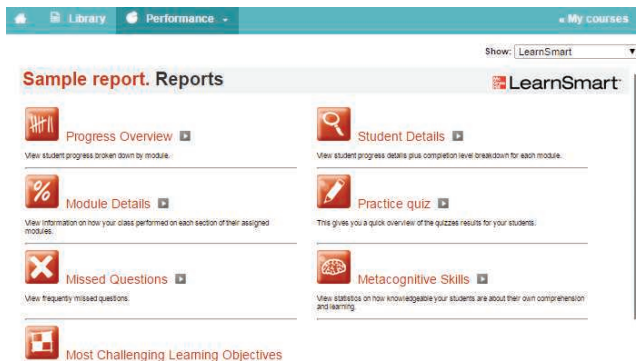 Library Performance « My courses
Show: LearnSmart
Sample report. Reports LearnSmart
Progress Overview
View student progress broken down by module.
Student Details
View student progress details plus completion level breakdown for each module.
% Module Details
View information on how your class performed on each section of their assigned
modules.
Practice quiz
This gives you a quick overview of the quizzes results for your students.
Missed Questions
View frequently missed questions.
Metacognitive Skills
View statistics on how knowledgeable your students are about their own comprehension
and learning.
Most Challenging Learning Objectives